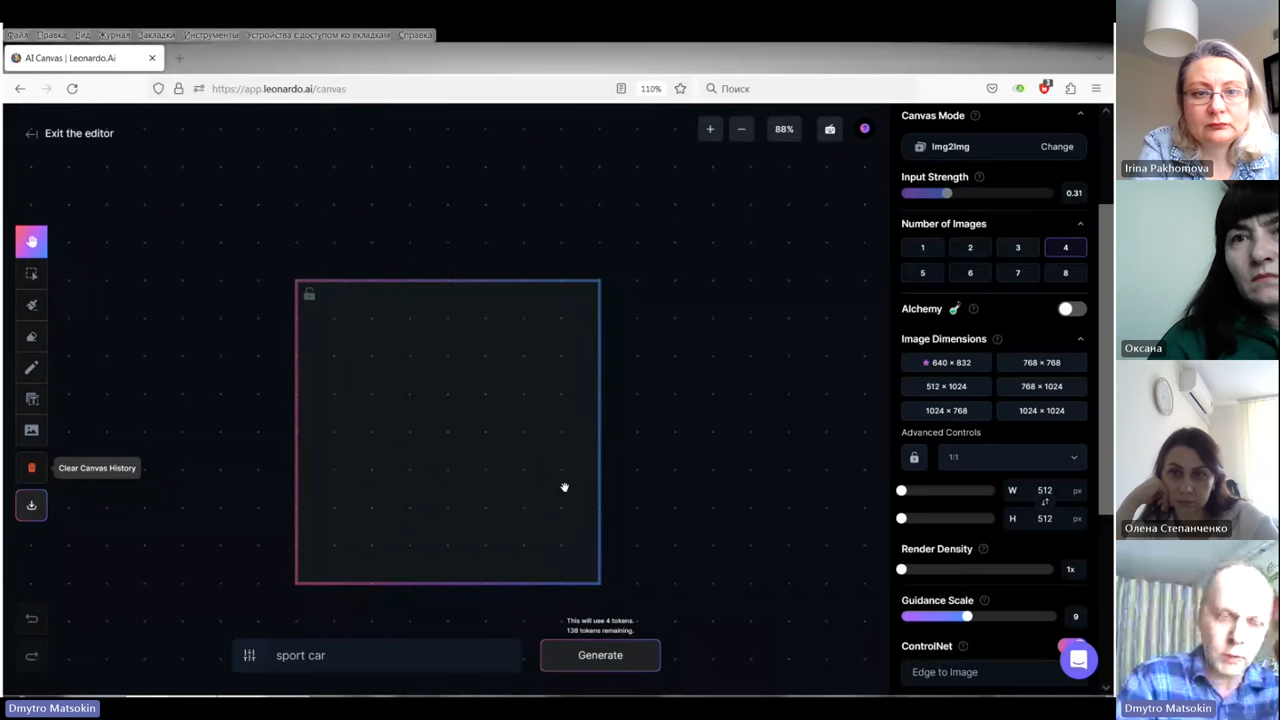 Файл Правка Вид Журнал Закладки Инструменты Устройства с доступом ко вкладкам Справка
AI Canvas | Leonardo.Ai
https://app.leonardo.ai/canvas
110%
Поиск
3
Exit the editor
88%
Canvas Mode
Img2Img
Change
Input Strength
0.31
Number of Images
1 2 3 4
5 6 7 8
Alchemy
Image Dimensions
640 × 832 768 × 768
512 × 1024 768 × 1024
1024 × 768 1024 × 1024
Advanced Controls
1:1
W 512 px
H 512 px
Render Density
1x
Guidance Scale
9
ControlNet
Edge to Image
Clear Canvas History
This will use 4 tokens.
138 tokens remaining.
sport car
Generate
Irina Pakhomova
Оксана
Олена Степанченко
Dmytro Matsokin
Dmytro Matsokin